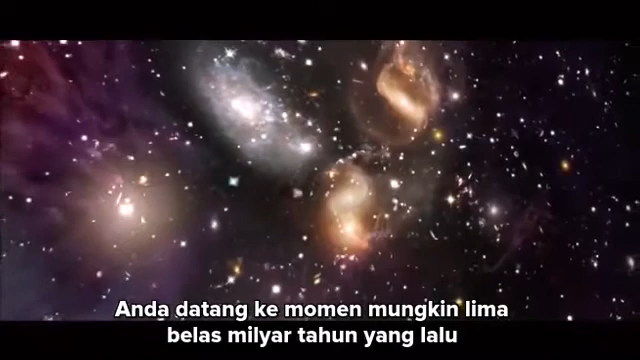 Anda datang ke momen mungkin lima
belas milyar tahun yang lalu